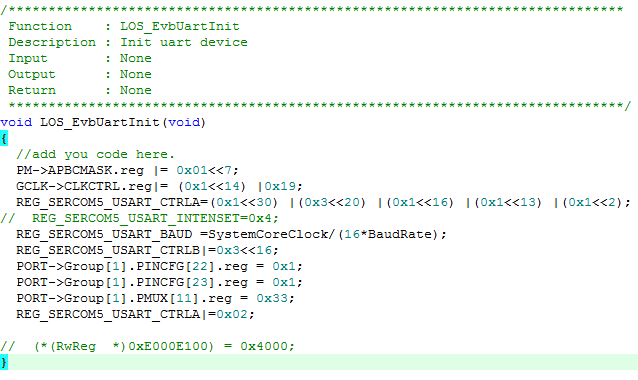 /*****************************************************************************
 Function    : LOS_EvbUartInit
 Description : Init uart device
 Input       : None
 Output      : None
 Return      : None
 *****************************************************************************/
void LOS_EvbUartInit(void)
{
  //add you code here.
  PM->APBCMASK.reg |= 0x01<<7;
  GCLK->CLKCTRL.reg|= (0x1<<14) |0x19;
  REG_SERCOM5_USART_CTRLA=(0x1<<30) |(0x3<<20) |(0x1<<16) |(0x1<<13) |(0x1<<2);
//  REG_SERCOM5_USART_INTENSET=0x4;
  REG_SERCOM5_USART_BAUD =SystemCoreClock/(16*BaudRate);
  REG_SERCOM5_USART_CTRLB|=0x3<<16;
  PORT->Group[1].PINCFG[22].reg = 0x1;
  PORT->Group[1].PINCFG[23].reg = 0x1;
  PORT->Group[1].PMUX[11].reg = 0x33;
  REG_SERCOM5_USART_CTRLA|=0x02;

//  (*(RwReg  *)0xE000E100) = 0x4000;
}